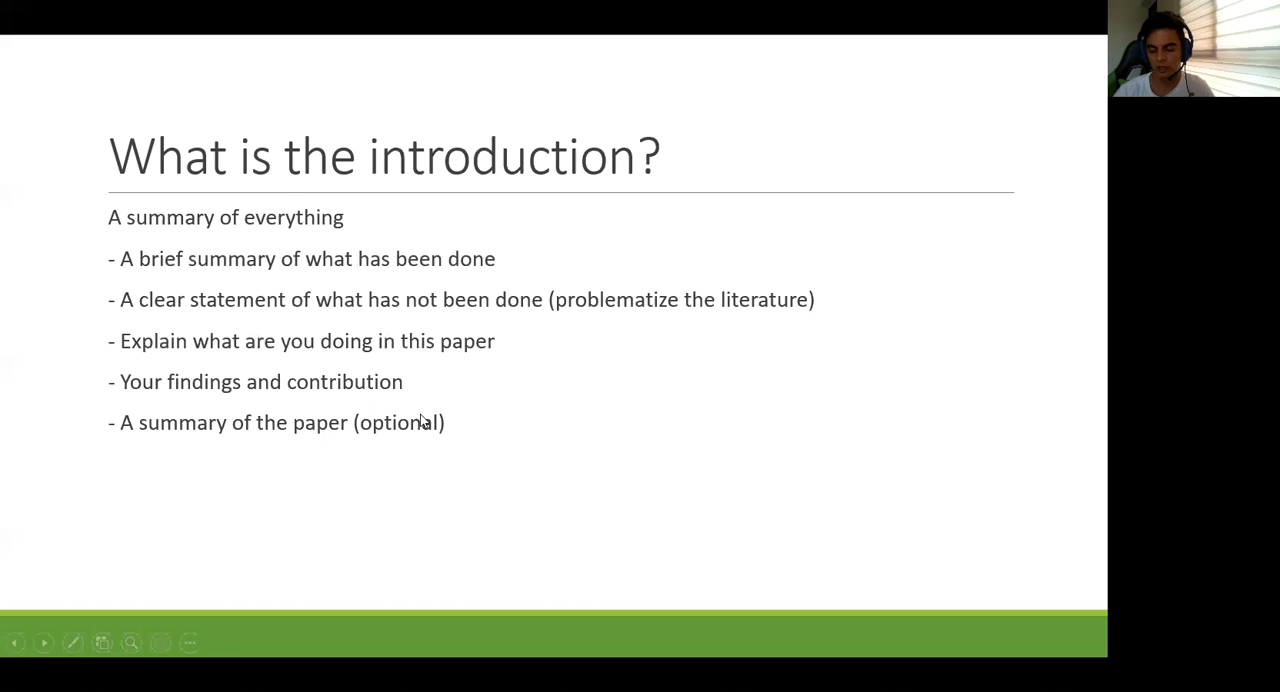 What is the introduction?
A summary of everything
- A brief summary of what has been done
- A clear statement of what has not been done (problematize the literature)
- Explain what are you doing in this paper
- Your findings and contribution
- A summary of the paper (optional)